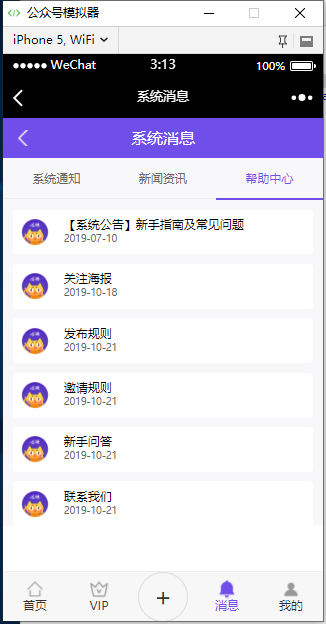 公众号模拟器
iPhone 5, WiFi
WeChat 3:13 100%
系统消息
系统消息
系统通知 新闻资讯 帮助中心
【系统公告】新手指南及常见问题
2019-07-10
关注海报
2019-10-18
发布规则
2019-10-21
邀请规则
2019-10-21
新手问答
2019-10-21
联系我们
2019-10-21
首页 VIP + 消息 我的